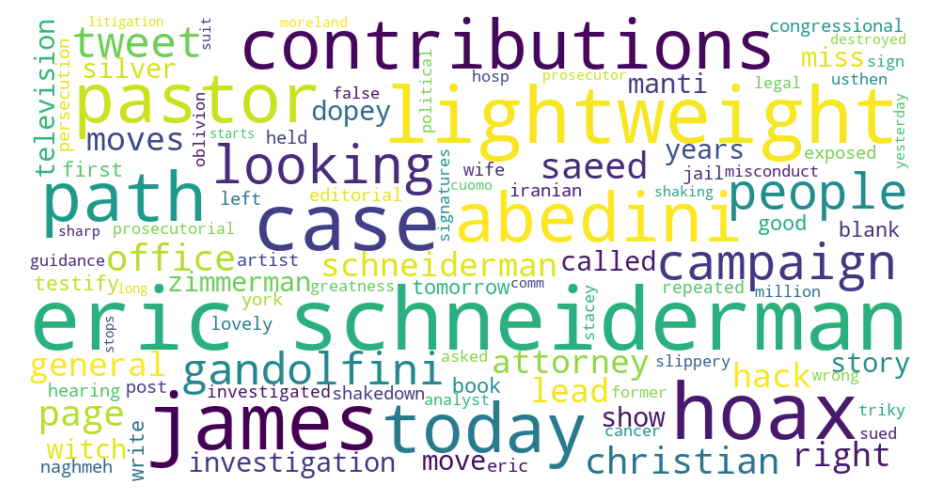 litigation suit moreland congressional destroyed
tweet contributions miss sign
television persecution silver hosp prosecutor manti legal usthen
pastor false dopey political lightweight yesterday
moves oblivion starts held years exposed
first looking signatures wife saeed jail misconduct
path left editorial cuomo iranian shaking people
sharp prosecutorial case abedini good blank
guidance office artist schneiderman called campaign
testify long zimmerman greatness tomorrow comm repeated million
york stacey
eric schneiderman
stops lovely
general gandolfini asked attorney slippery story
hearing post investigated shakedown analyst book lead former hack wrong
page james today show hoax triky
witch write cancer sued
naghmeh investigation move eric christian right